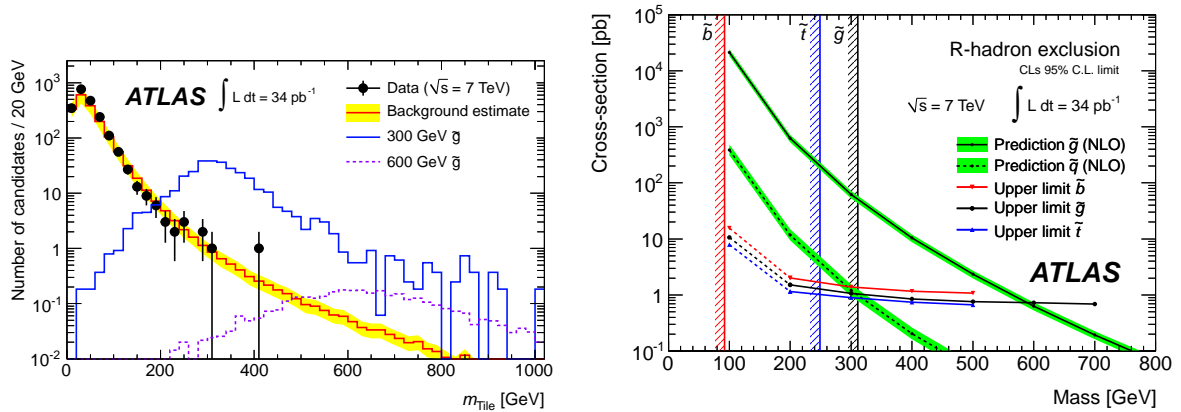 Number of candidates / 20 GeV
10³
10²
10
1
10⁻¹
10⁻²
ATLAS ∫ L dt = 34 pb⁻¹
Data (√s = 7 TeV)
Background estimate
300 GeV g̃
600 GeV g̃
0 200 400 600 800 1000
m_Tile [GeV]
Cross-section [pb]
10⁵
10⁴
10³
10²
10
1
10⁻¹
b̃ t̃ g̃
R-hadron exclusion
CLs 95% C.L. limit
√s = 7 TeV ∫ L dt = 34 pb⁻¹
Prediction g̃ (NLO)
Prediction q̃ (NLO)
Upper limit b̃
Upper limit g̃
Upper limit t̃
ATLAS
0 100 200 300 400 500 600 700 800
Mass [GeV]